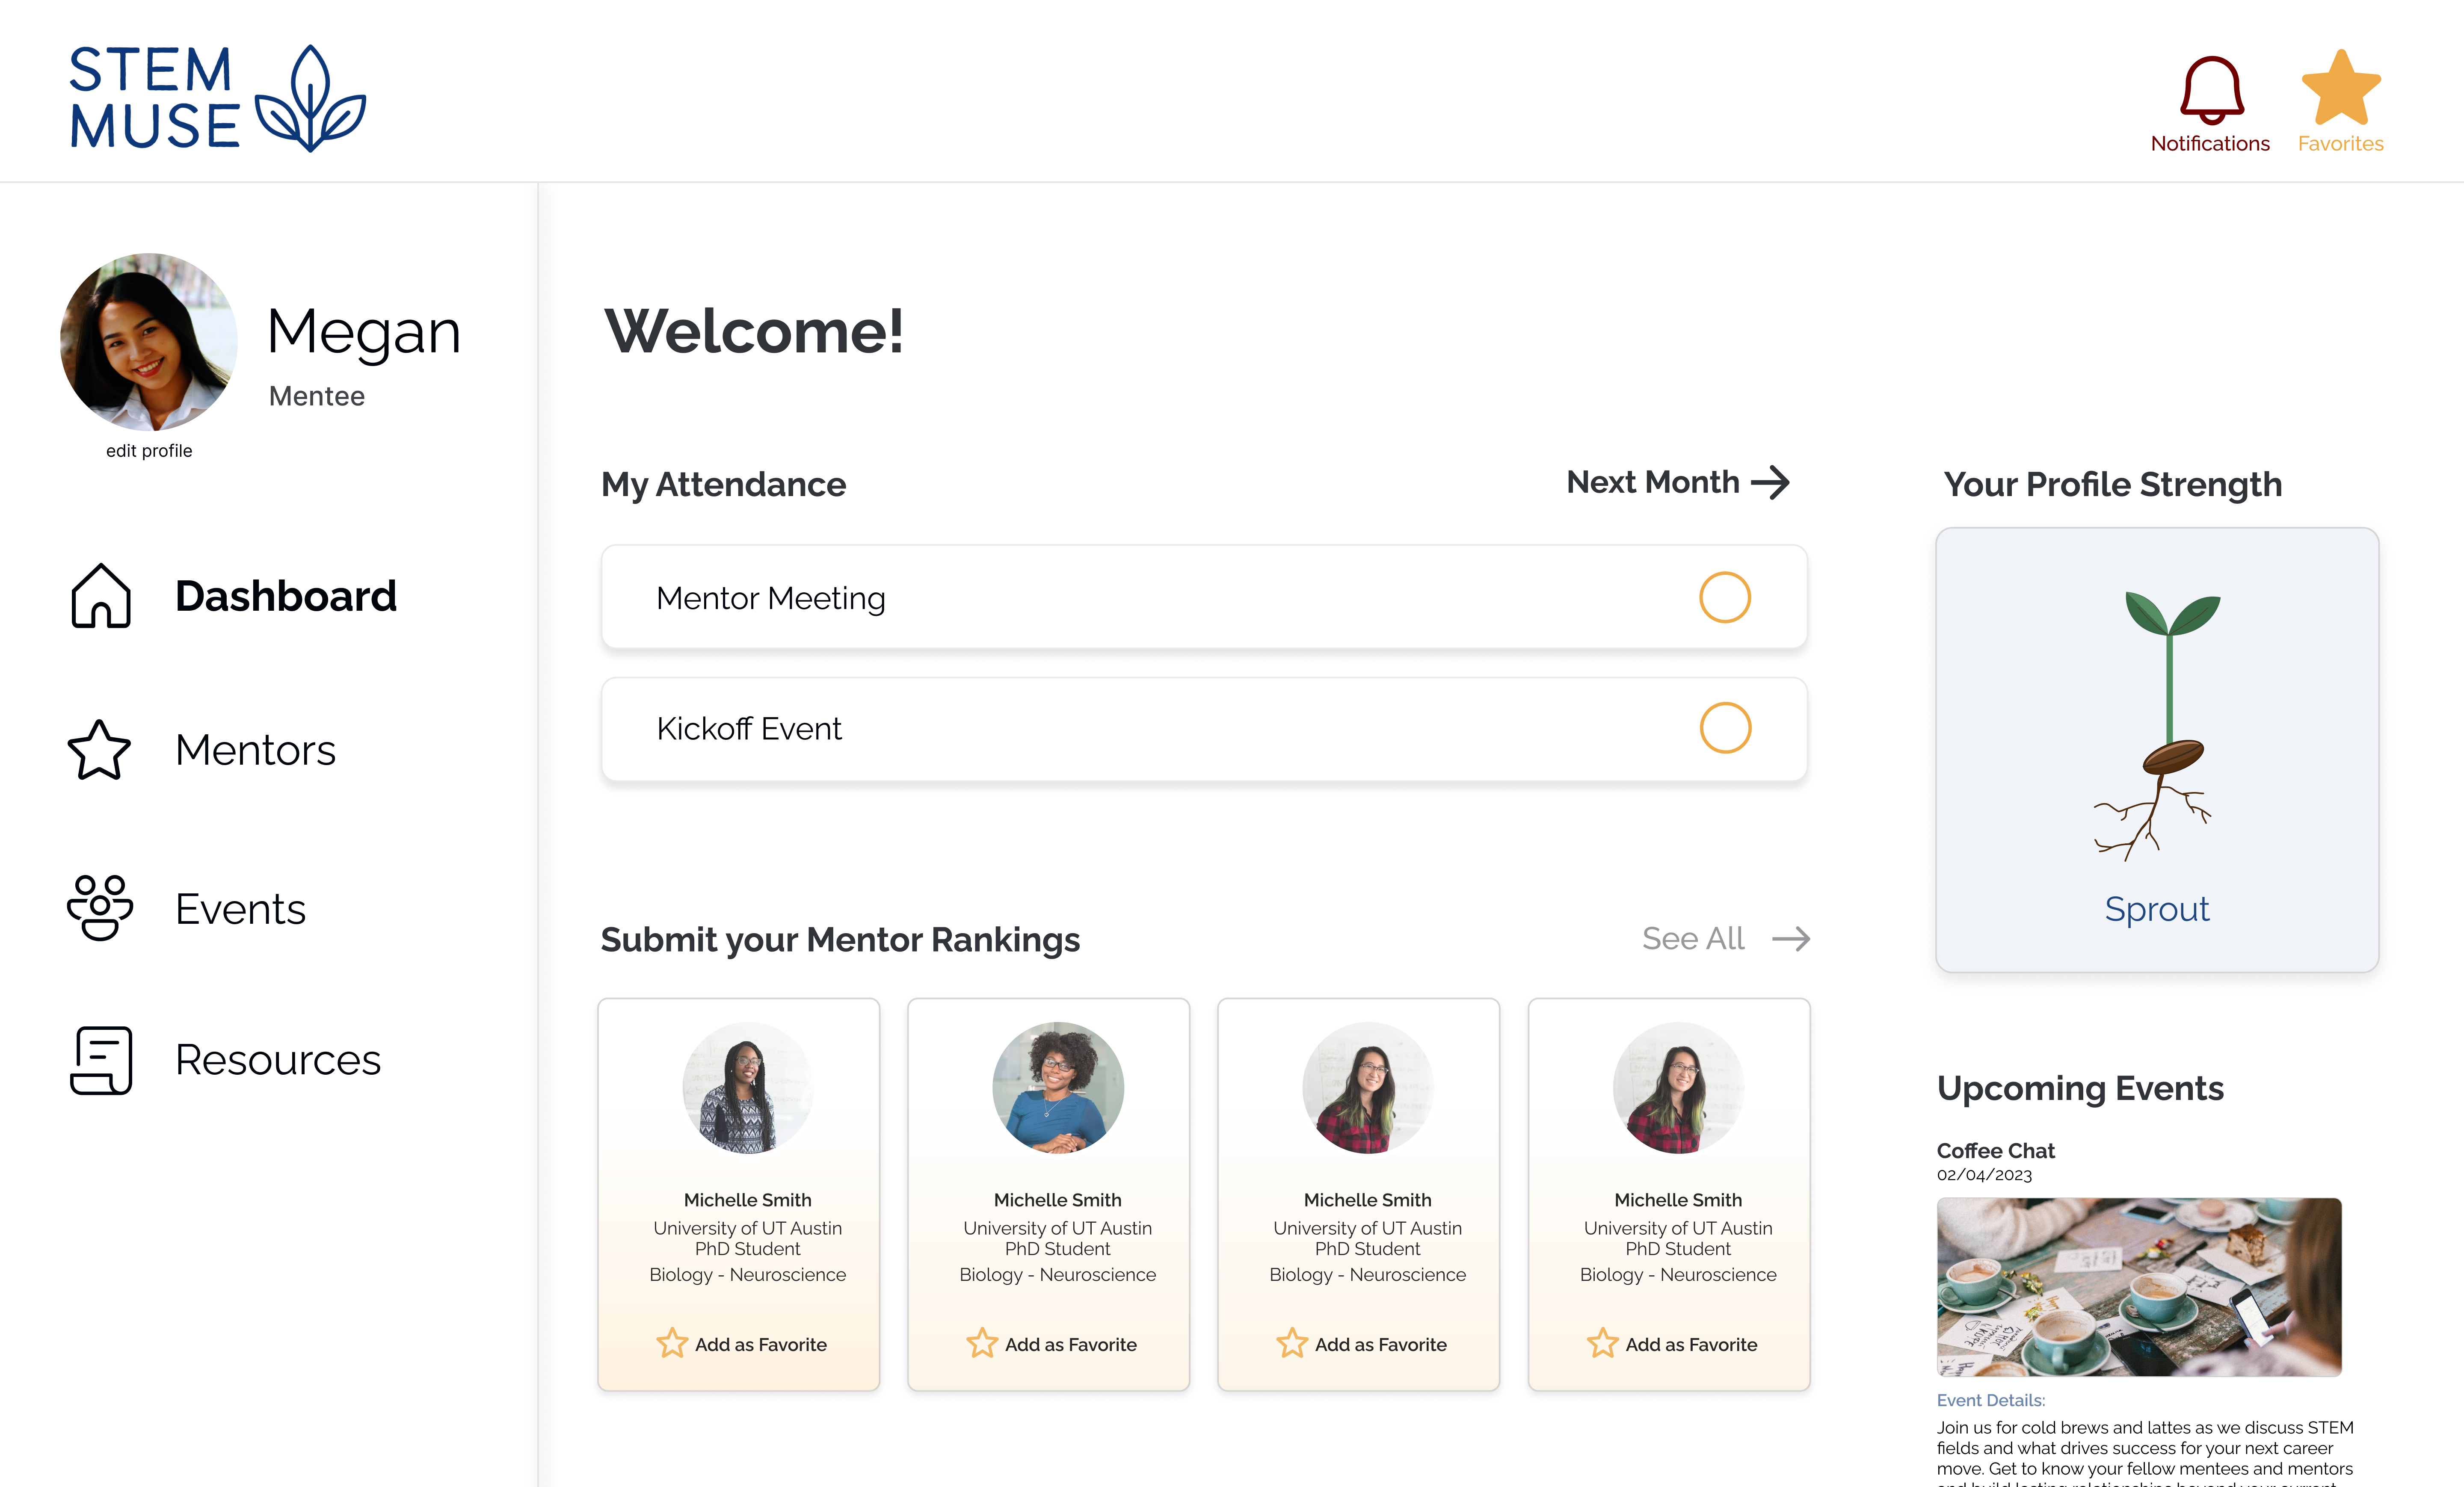 STEM
MUSE
Notifications
Favorites
Megan
Mentee
edit profile
Dashboard
Mentors
Events
Resources
Welcome!
My Attendance
Next Month
Mentor Meeting
Kickoff Event
Submit your Mentor Rankings
See All
Michelle Smith
University of UT Austin
PhD Student
Biology - Neuroscience
Add as Favorite
Michelle Smith
University of UT Austin
PhD Student
Biology - Neuroscience
Add as Favorite
Michelle Smith
University of UT Austin
PhD Student
Biology - Neuroscience
Add as Favorite
Michelle Smith
University of UT Austin
PhD Student
Biology - Neuroscience
Add as Favorite
Your Profile Strength
Sprout
Upcoming Events
Coffee Chat
02/04/2023
Event Details:
Join us for cold brews and lattes as we discuss STEM
fields and what drives success for your next career
move. Get to know your fellow mentees and mentors